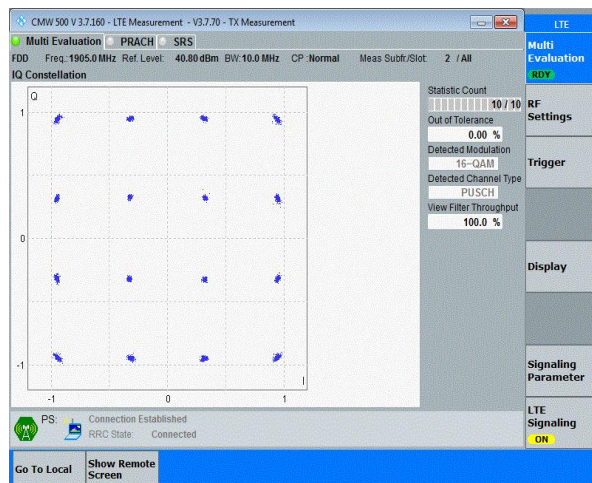 CMW 500 V 3.7.160 - LTE Measurement - V3.7.70 - TX Measurement
LTE
Multi Evaluation PRACH SRS
Multi
Evaluation
RDY
FDD Freq.:1905.0 MHz Ref. Level: 40.80 dBm BW:10.0 MHz CP :Normal Meas Subfr./Slot: 2 / All
IQ Constellation
Statistic Count
10 / 10
Out of Tolerance
0.00 %
Detected Modulation
16-QAM
Detected Channel Type
PUSCH
View Filter Throughput
100.0 %
RF
Settings
Trigger
Display
Signaling
Parameter
LTE
Signaling
ON
Q
1
0
-1
I
-1 0 1
PS: Connection Established
RRC State: Connected
Go To Local
Show Remote
Screen